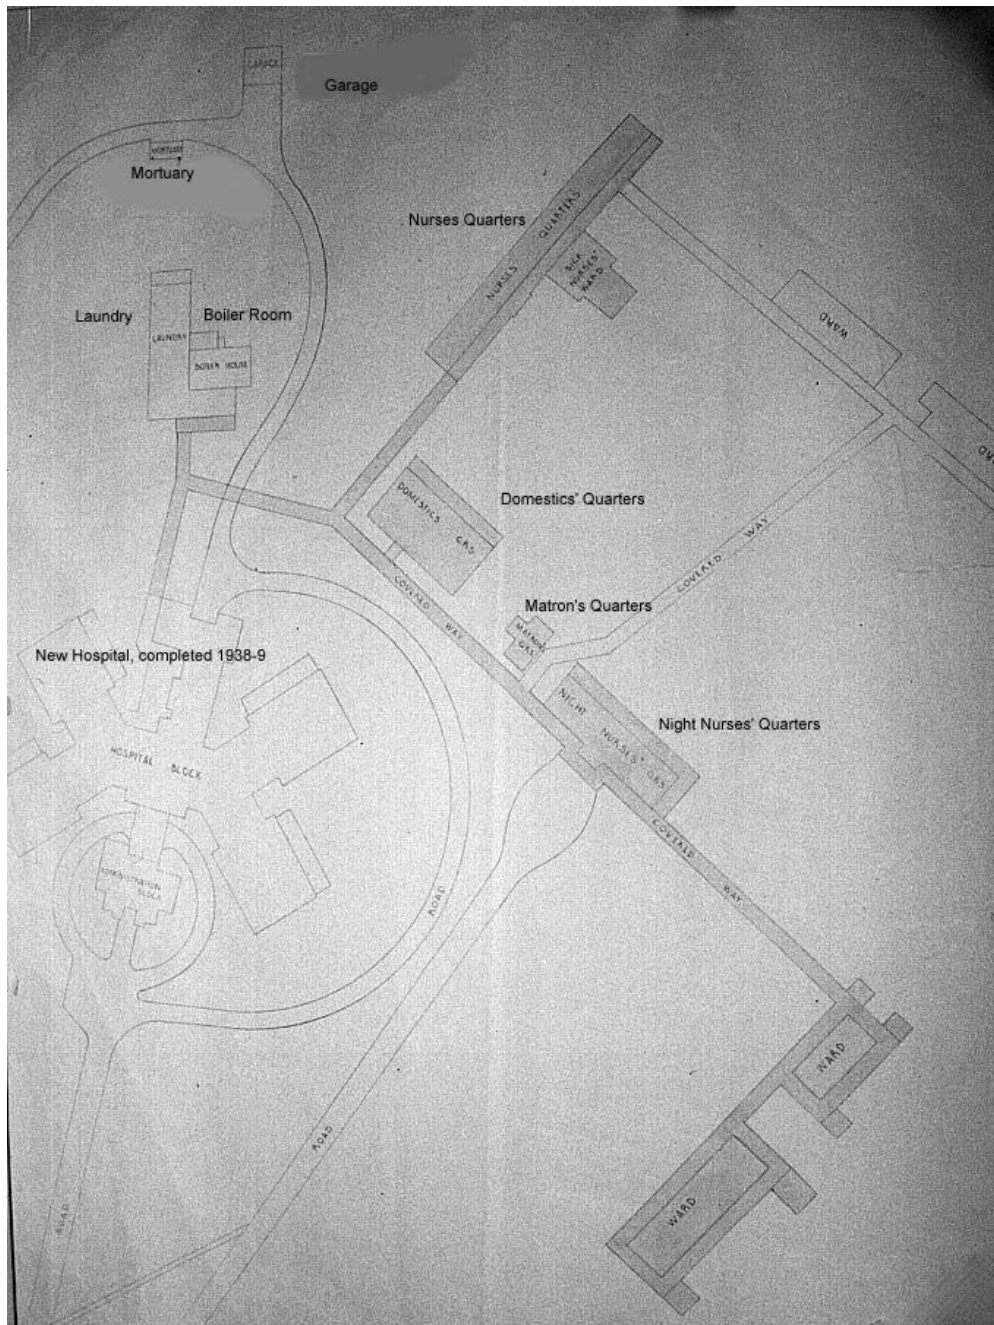 GARAGE
Garage
MORTUARY
Mortuary
Nurses Quarters
NURSES QUARTERS
SICK
NURSES'
WARD
WARD
Laundry
Boiler Room
LAUNDRY
BOILER HOUSE
WARD
Domestics' Quarters
DOMESTICS QRS
COVERED WAY
COVERED WAY
Matron's Quarters
MATRONS
QRS
New Hospital, completed 1938-9
NIGHT NURSES' QRS
Night Nurses' Quarters
HOSPITAL BLOCK
COVERED WAY
ADMINISTRATION
BLOCK
ROAD
WARD
ROAD
WARD
ROAD